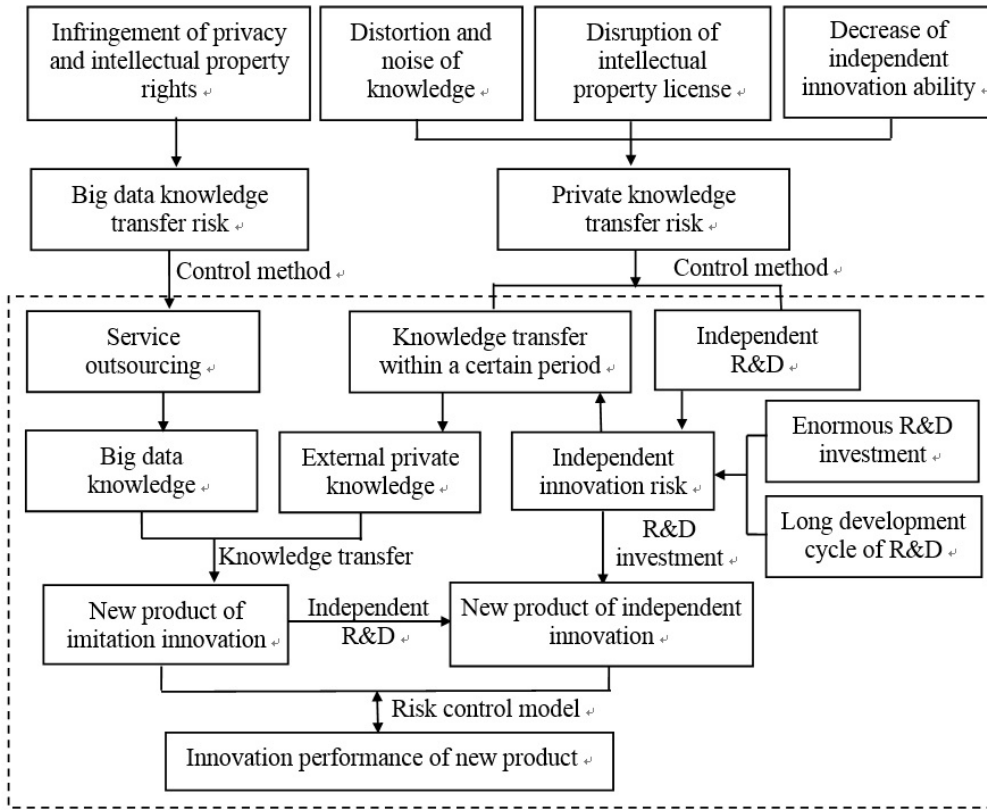 Infringement of privacy
and intellectual property
rights
Distortion and
noise of
knowledge
Disruption of
intellectual
property license
Decrease of
independent
innovation ability
Big data knowledge
transfer risk
Private knowledge
transfer risk
Control method
Control method
Service
outsourcing
Knowledge transfer
within a certain period
Independent
R&D
Big data
knowledge
External private
knowledge
Independent
innovation risk
Enormous R&D
investment
Long development
cycle of R&D
Knowledge transfer
R&D
investment
New product of
imitation innovation
Independent
R&D
New product of independent
innovation
Risk control model
Innovation performance of new product